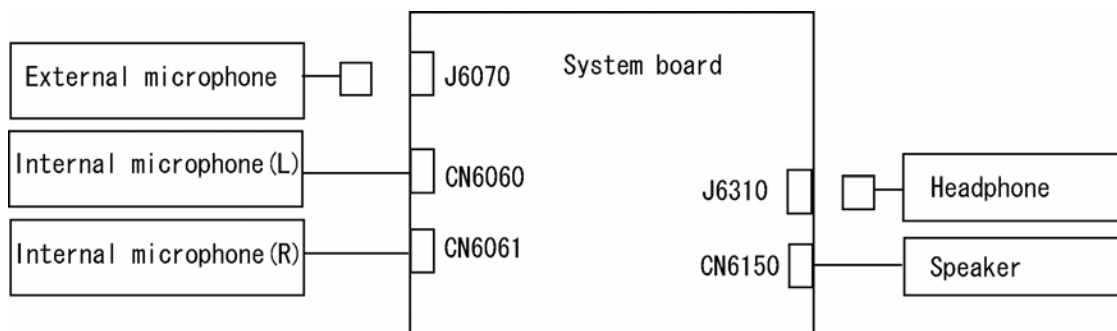 External microphone
J6070
System board
Internal microphone(L)
CN6060
Internal microphone(R)
CN6061
J6310
Headphone
CN6150
Speaker